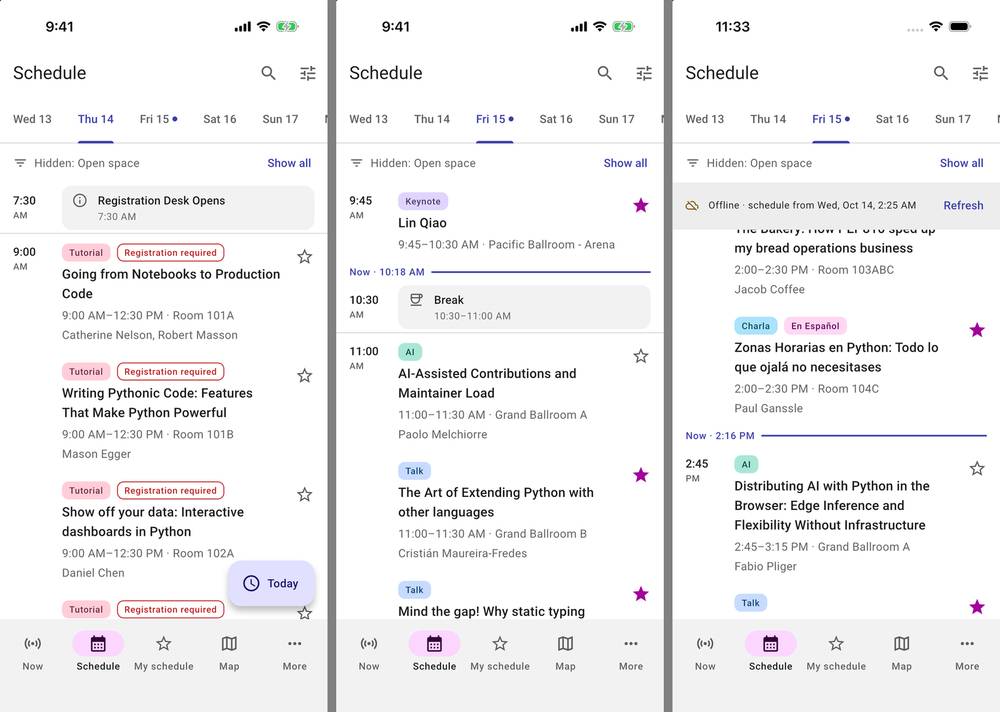 9:41
Schedule
Wed 13 Thu 14 Fri 15 Sat 16 Sun 17
Hidden: Open space Show all
7:30 AM
Registration Desk Opens
7:30 AM
9:00 AM
Tutorial Registration required
Going from Notebooks to Production
Code
9:00 AM–12:30 PM · Room 101A
Catherine Nelson, Robert Masson
Tutorial Registration required
Writing Pythonic Code: Features
That Make Python Powerful
9:00 AM–12:30 PM · Room 101B
Mason Egger
Tutorial Registration required
Show off your data: Interactive
dashboards in Python
9:00 AM–12:30 PM · Room 102A
Daniel Chen
Today
Tutorial Registration required
Now Schedule My schedule Map More
9:41
Schedule
Wed 13 Thu 14 Fri 15 Sat 16 Sun 17
Hidden: Open space Show all
9:45 AM
Keynote
Lin Qiao
9:45–10:30 AM · Pacific Ballroom - Arena
Now · 10:18 AM
10:30 AM
Break
10:30–11:00 AM
11:00 AM
AI
AI-Assisted Contributions and
Maintainer Load
11:00–11:30 AM · Grand Ballroom A
Paolo Melchiorre
Talk
The Art of Extending Python with
other languages
11:00–11:30 AM · Grand Ballroom B
Cristián Maureira-Fredes
Talk
Mind the gap! Why static typing
Now Schedule My schedule Map More
11:33
Schedule
Wed 13 Thu 14 Fri 15 Sat 16 Sun 17
Hidden: Open space Show all
Offline · schedule from Wed, Oct 14, 2:25 AM Refresh
The Bakery: How PEP 810 sped up
my bread operations business
2:00–2:30 PM · Room 103ABC
Jacob Coffee
Charla En Español
Zonas Horarias en Python: Todo lo
que ojalá no necesitases
2:00–2:30 PM · Room 104C
Paul Ganssle
Now · 2:16 PM
2:45 PM
AI
Distributing AI with Python in the
Browser: Edge Inference and
Flexibility Without Infrastructure
2:45–3:15 PM · Grand Ballroom A
Fabio Pliger
Talk
Now Schedule My schedule Map More